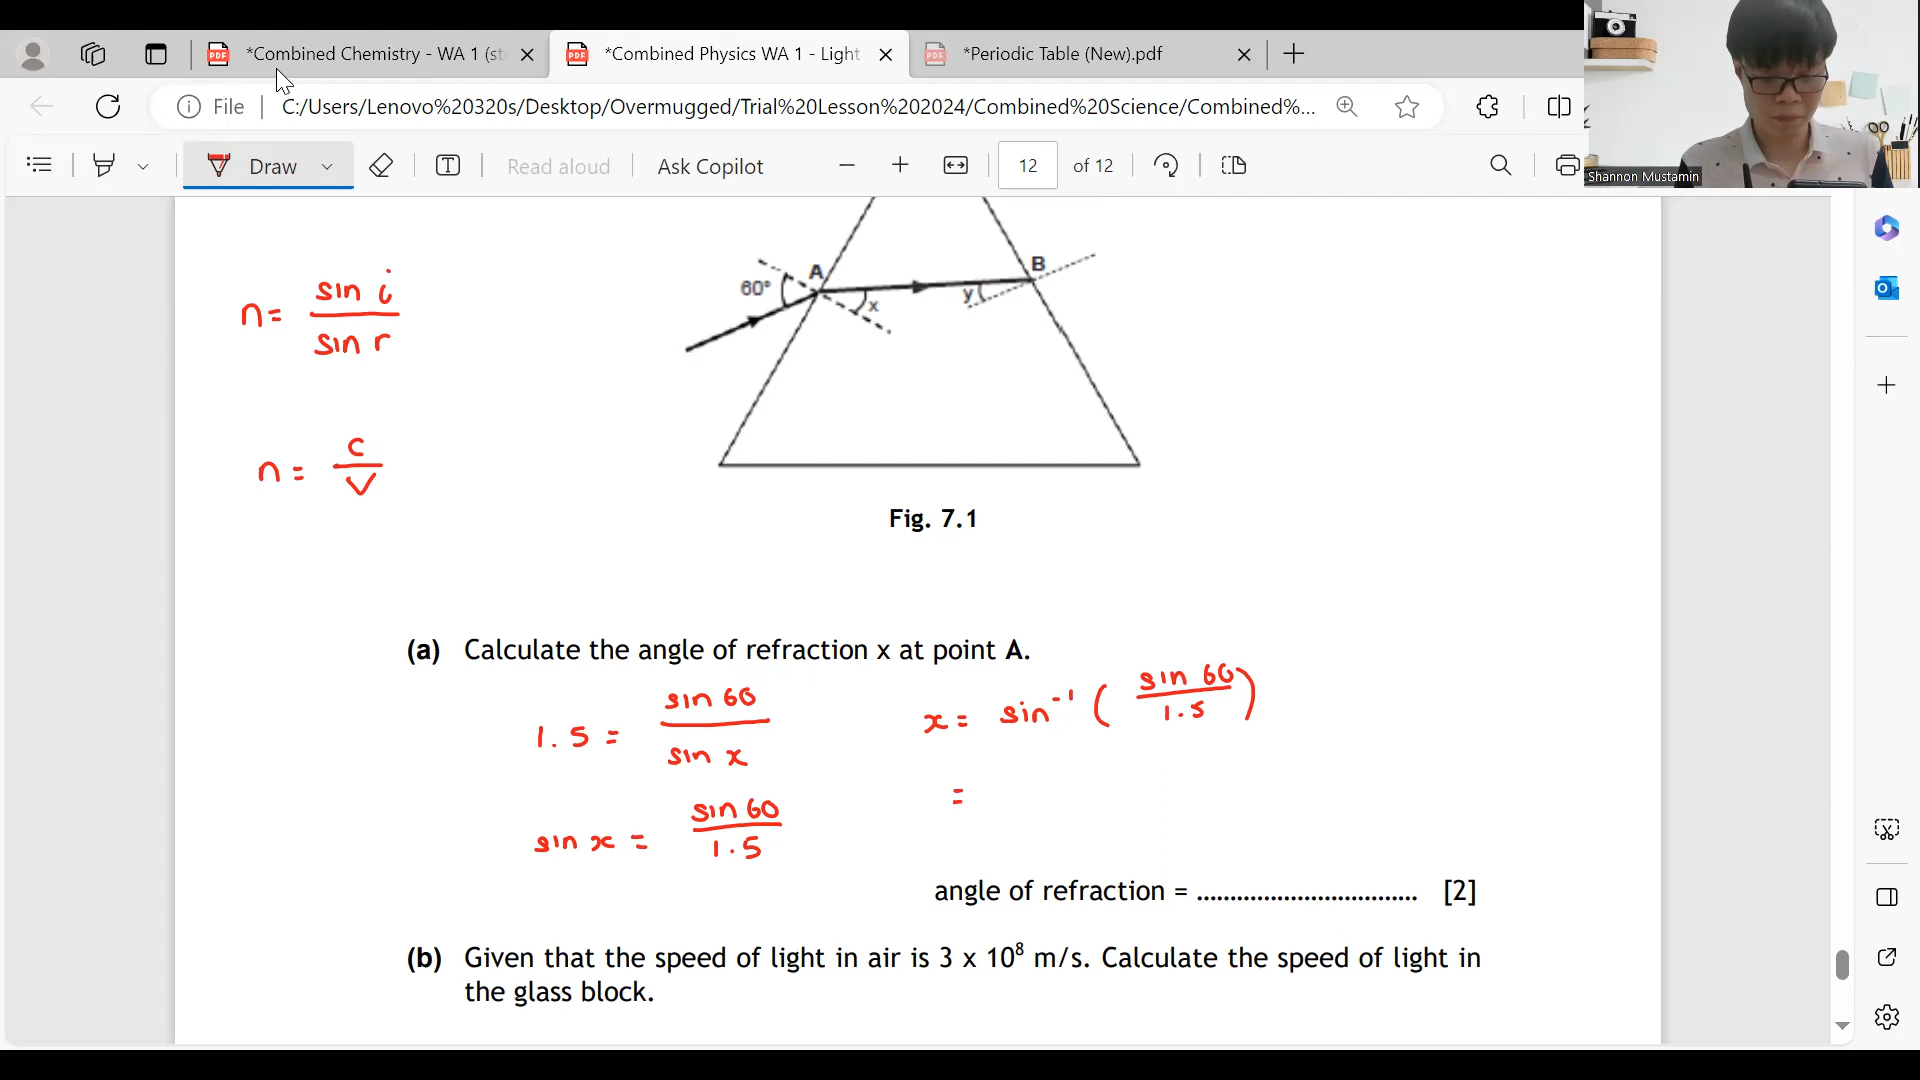 *Combined Chemistry - WA 1 (st
*Combined Physics WA 1 - Light
*Periodic Table (New).pdf
File
C:/Users/Lenovo%20320s/Desktop/Overmugged/Trial%20Lesson%202024/Combined%20Science/Combined%...
Draw
Read aloud
Ask Copilot
12 of 12
Shannon Mustamin
A
B
60°
x
y
n = sin i / sin r
n = c / v
Fig. 7.1
(a) Calculate the angle of refraction x at point A.
1.5 = sin 60 / sin x
sin x = sin 60 / 1.5
x = sin⁻¹ ( sin 60 / 1.5 )
=
angle of refraction = ................................. [2]
(b) Given that the speed of light in air is 3 x 10⁸ m/s. Calculate the speed of light in
the glass block.